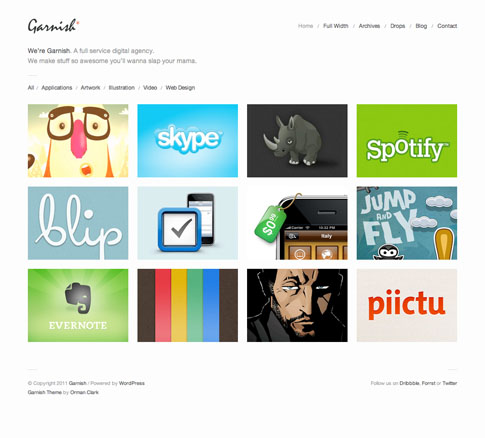 Garnish
Home / Full Width / Archives / Drops / Blog / Contact
We're Garnish. A full service digital agency.
We make stuff so awesome you'll wanna slap your mama.
All / Applications / Artwork / Illustration / Video / Web Design
skype
Spotify
blip
$0.99
10:33 PM
Italy
JUMP
AND
FLY
EVERNOTE
piictu
© Copyright 2011 Garnish / Powered by WordPress
Follow us on Dribbble, Forrst or Twitter
Garnish Theme by Orman Clark